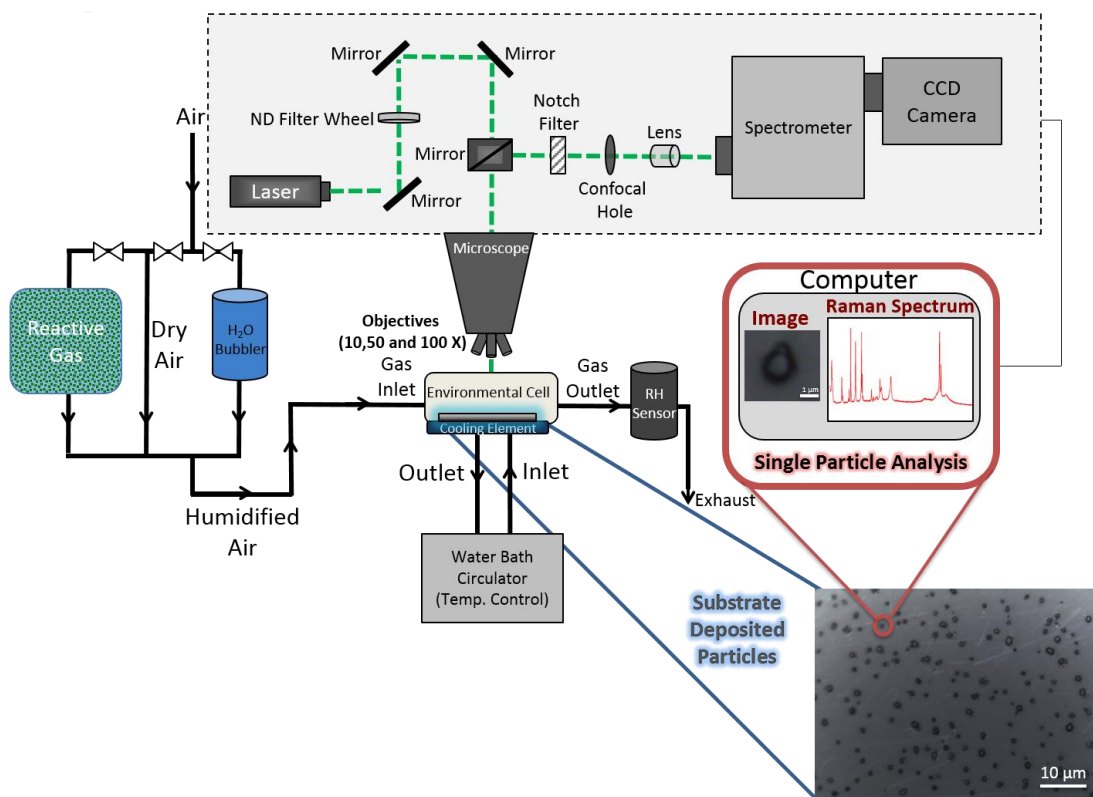 Mirror
Mirror
ND Filter Wheel
Notch
Filter
Lens
Spectrometer
CCD
Camera
Mirror
Confocal
Hole
Laser
Mirror
Air
Microscope
Reactive
Gas
Dry
Air
H₂O
Bubbler
Objectives
(10,50 and 100 X)
Gas
Inlet
Environmental Cell
Cooling Element
Gas
Outlet
RH
Sensor
Exhaust
Outlet
Inlet
Humidified
Air
Water Bath
Circulator
(Temp. Control)
Computer
Image
Raman Spectrum
1 µm
Single Particle Analysis
Substrate
Deposited
Particles
10 µm